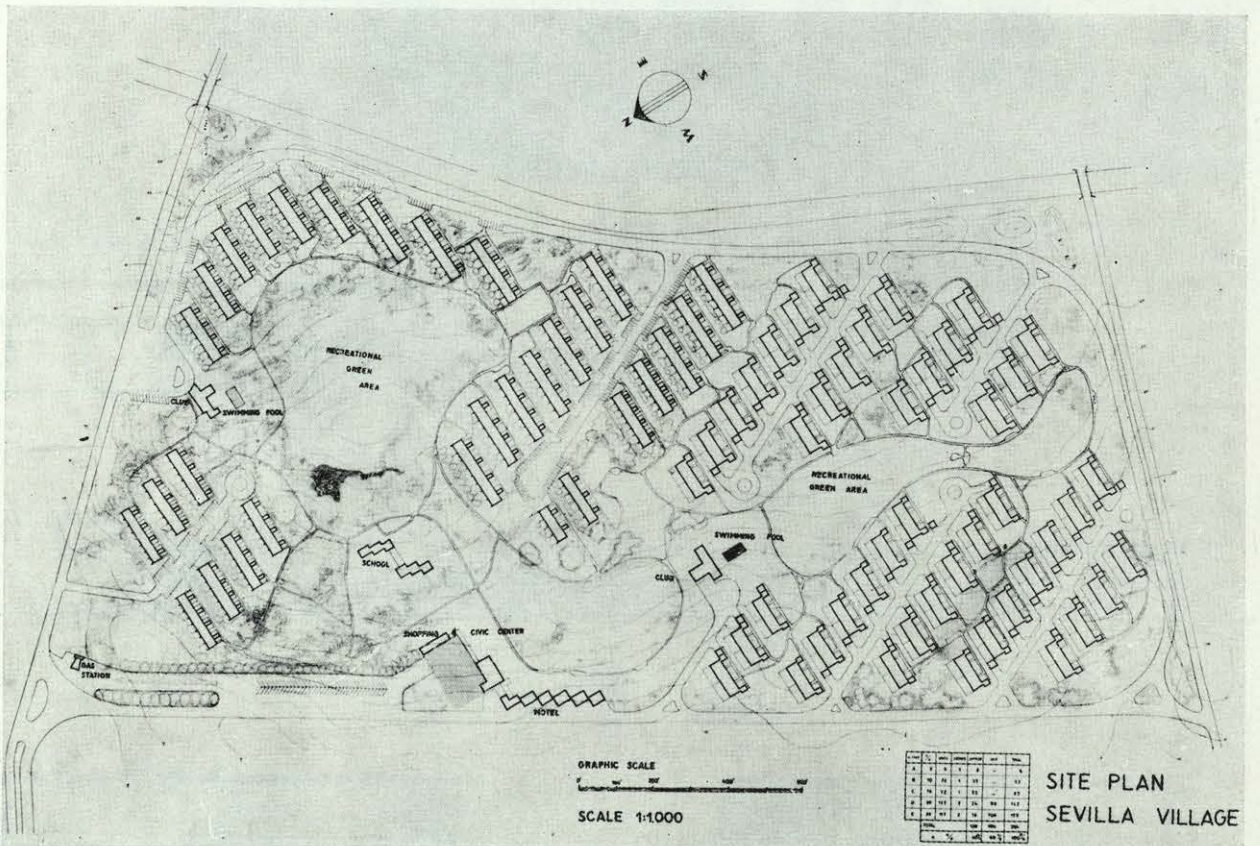 E
S
N
W
RECREATIONAL
GREEN
AREA
CLUB
SWIMMING POOL
RECREATIONAL
GREEN AREA
SWIMMING POOL
SCHOOL
CLUB
SHOPPING & CIVIC CENTER
GAS
STATION
MOTEL
GRAPHIC SCALE
SCALE 1:1.000
SITE PLAN
SEVILLA VILLAGE